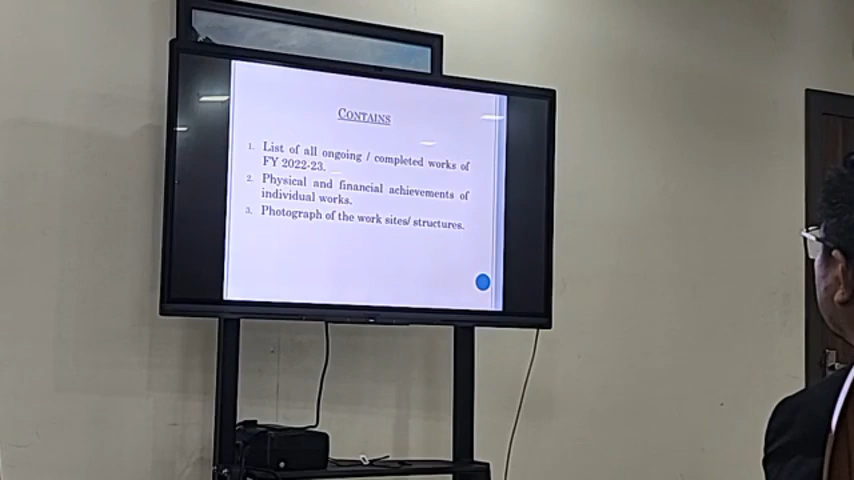 CONTAINS
1. List of all ongoing / completed works of
FY 2022-23.
2. Physical and financial achievements of
individual works.
3. Photograph of the work sites/ structures.